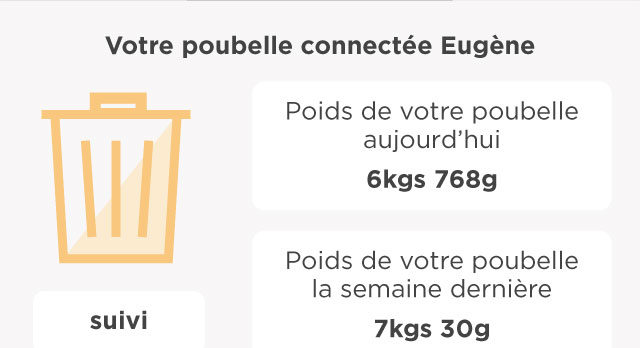 Votre poubelle connectée Eugène
Poids de votre poubelle
aujourd’hui
6kgs 768g
Poids de votre poubelle
la semaine dernière
7kgs 30g
suivi